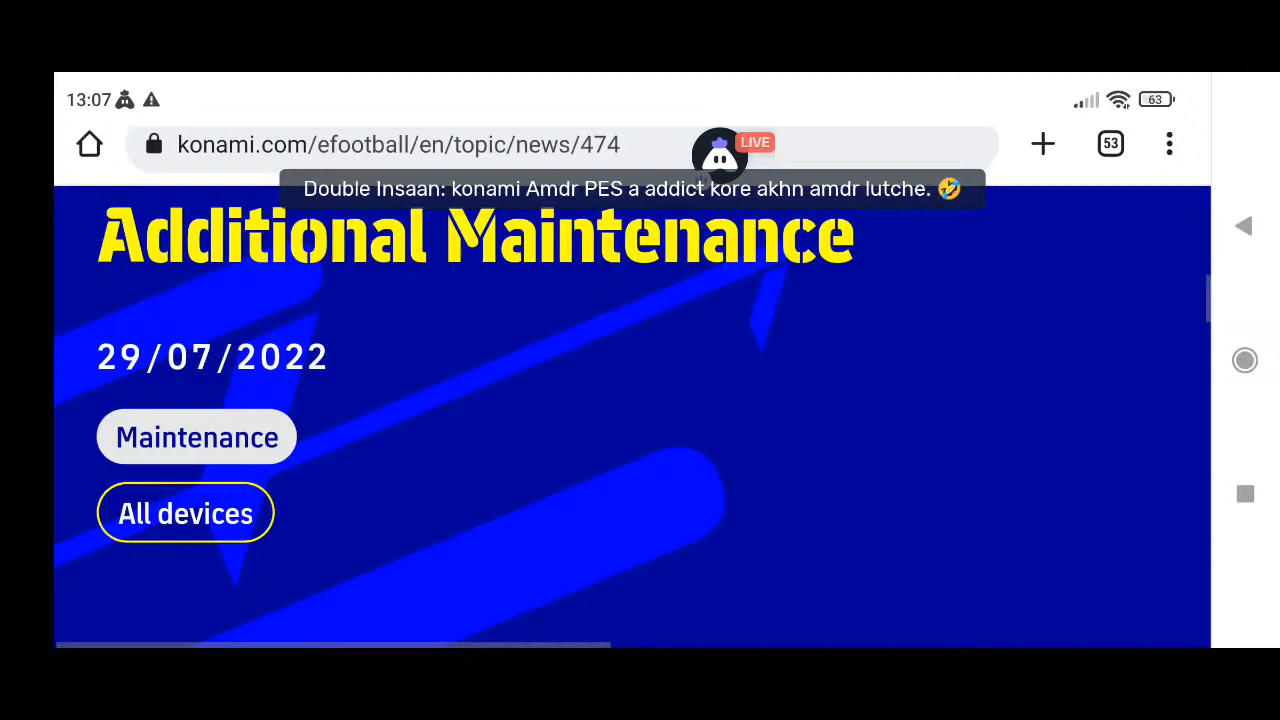 13:07
63
konami.com/efootball/en/topic/news/474
53
LIVE
Double Insaan: konami Amdr PES a addict kore akhn amdr lutche. 🤣
Additional Maintenance
29/07/2022
Maintenance
All devices